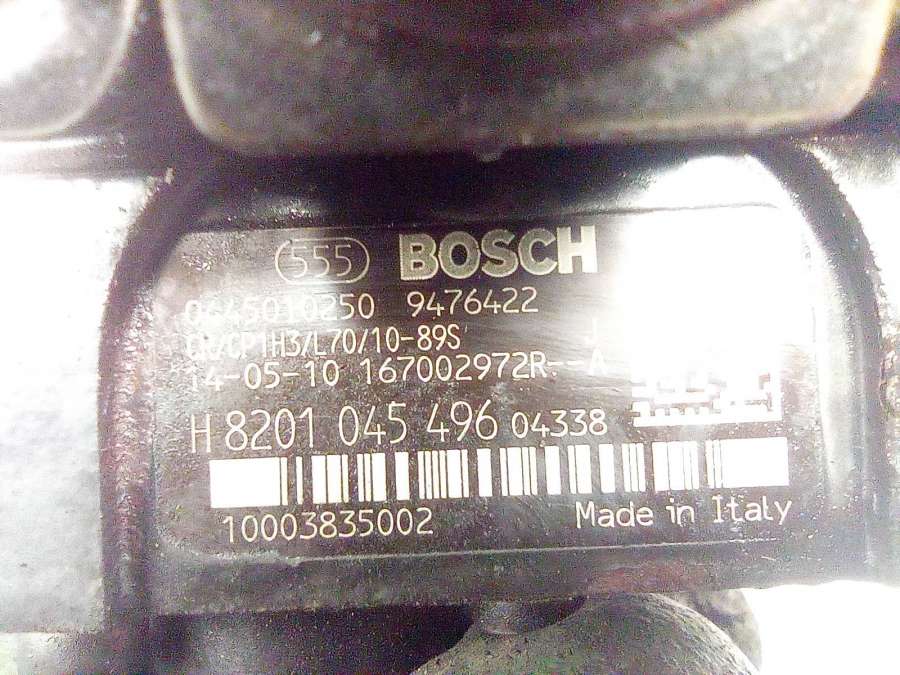 555 BOSCH
0445010250 9476422
CR/CP1H3/L70/10-89S
14-05-10 167002972R--A
H8201 045 496 04338
10003835002 Made in Italy